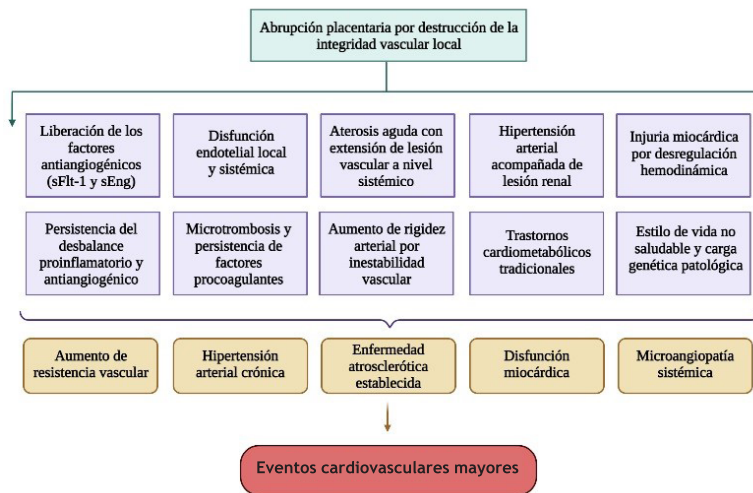 Abrupción placentaria por destrucción de la
integridad vascular local
Liberación de los
factores
antiangiogénicos
(sFlt-1 y sEng)
Disfunción
endotelial local
y sistémica
Aterosis aguda con
extensión de lesión
vascular a nivel
sistémico
Hipertensión
arterial
acompañada de
lesión renal
Injuria miocárdica
por desregulación
hemodinámica
Persistencia del
desbalance
proinflamatorio y
antiangiogénico
Microtrombosis y
persistencia de
factores
procoagulantes
Aumento de rigidez
arterial por
inestabilidad
vascular
Trastornos
cardiometabólicos
tradicionales
Estilo de vida no
saludable y carga
genética patológica
Aumento de
resistencia vascular
Hipertensión
arterial crónica
Enfermedad
atrosclerótica
establecida
Disfunción
miocárdica
Microangiopatía
sistémica
Eventos cardiovasculares mayores